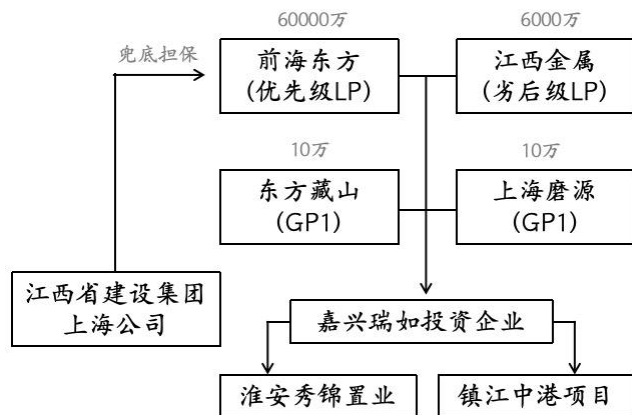 60000万
6000万
兜底担保
前海东方
(优先级LP)
江西金属
(劣后级LP)
10万
10万
东方藏山
(GP1)
上海磨源
(GP1)
江西省建设集团
上海公司
嘉兴瑞如投资企业
淮安秀锦置业
镇江中港项目